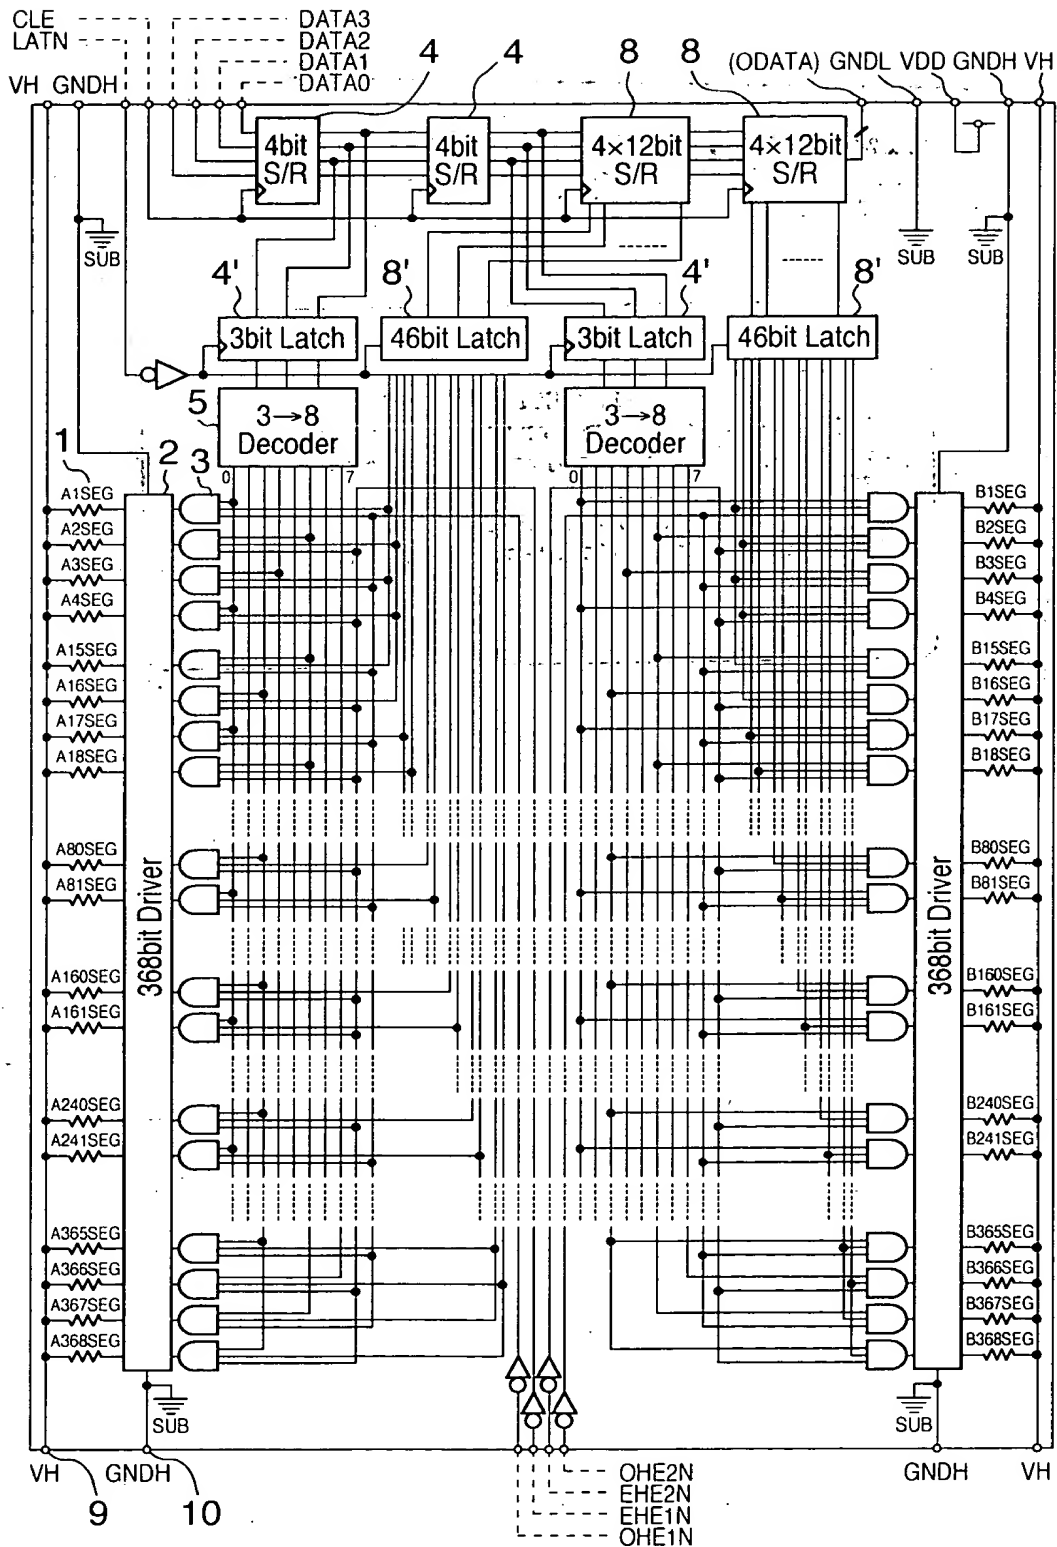 CLE
LATN
DATA3
DATA2
DATA1
DATA0
4
4
8
8
(ODATA) GNDL VDD GNDH VH
VH GNDH
4bit
S/R
4bit
S/R
4×12bit
S/R
4×12bit
S/R
SUB
SUB
SUB
4'
8'
4'
8'
3bit Latch
46bit Latch
3bit Latch
46bit Latch
5
3→8
Decoder
3→8
Decoder
0
7
0
7
1
2
3
A1SEG
A2SEG
A3SEG
A4SEG
A15SEG
A16SEG
A17SEG
A18SEG
A80SEG
A81SEG
A160SEG
A161SEG
A240SEG
A241SEG
A365SEG
A366SEG
A367SEG
A368SEG
368bit Driver
368bit Driver
B1SEG
B2SEG
B3SEG
B4SEG
B15SEG
B16SEG
B17SEG
B18SEG
B80SEG
B81SEG
B160SEG
B161SEG
B240SEG
B241SEG
B365SEG
B366SEG
B367SEG
B368SEG
SUB
SUB
VH
GNDH
GNDH
VH
9
10
OHE2N
EHE2N
EHE1N
OHE1N